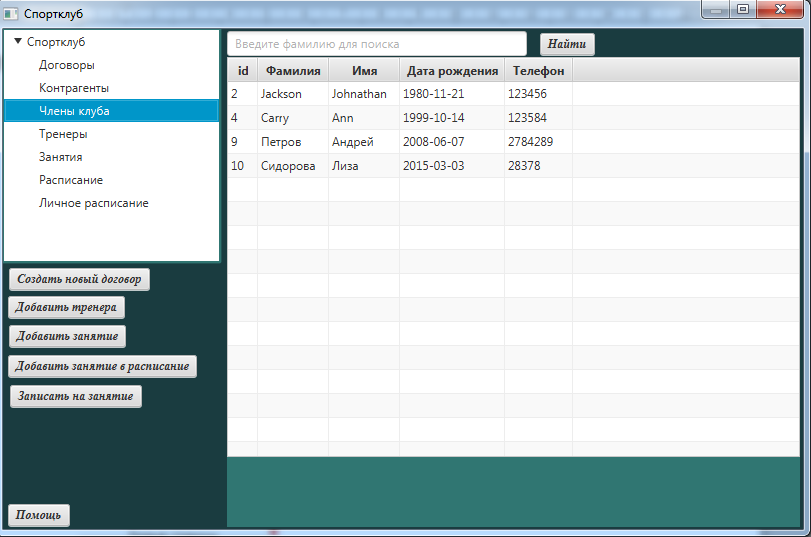 Спортклуб
Спортклуб
Договоры
Контрагенты
Члены клуба
Тренеры
Занятия
Расписание
Личное расписание
Создать новый договор
Добавить тренера
Добавить занятие
Добавить занятие в расписание
Записать на занятие
Помощь
Введите фамилию для поиска Найти
id Фамилия Имя Дата рождения Телефон
2 Jackson Johnathan 1980-11-21 123456
4 Carry Ann 1999-10-14 123584
9 Петров Андрей 2008-06-07 2784289
10 Сидорова Лиза 2015-03-03 28378